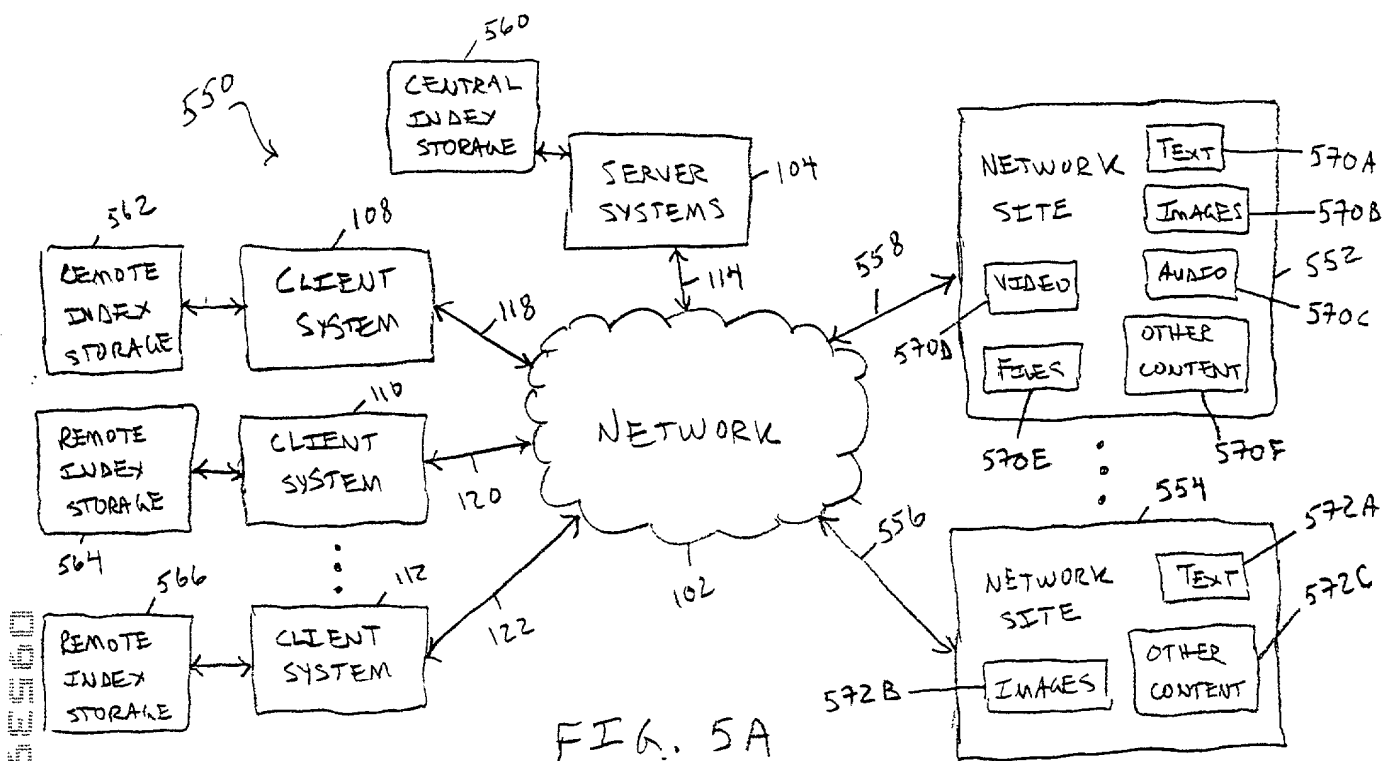 560
550
CENTRAL
INDEX
STORAGE
SERVER
SYSTEMS
104
114
562
REMOTE
INDEX
STORAGE
108
CLIENT
SYSTEM
118
REMOTE
INDEX
STORAGE
564
110
CLIENT
SYSTEM
120
566
REMOTE
INDEX
STORAGE
112
CLIENT
SYSTEM
122
NETWORK
102
558
556
NETWORK
SITE
TEXT
570A
IMAGES
570B
552
AUDIO
570C
VIDEO
570D
FILES
570E
OTHER
CONTENT
570F
554
NETWORK
SITE
TEXT
572A
572C
OTHER
CONTENT
572B
IMAGES
FIG. 5A